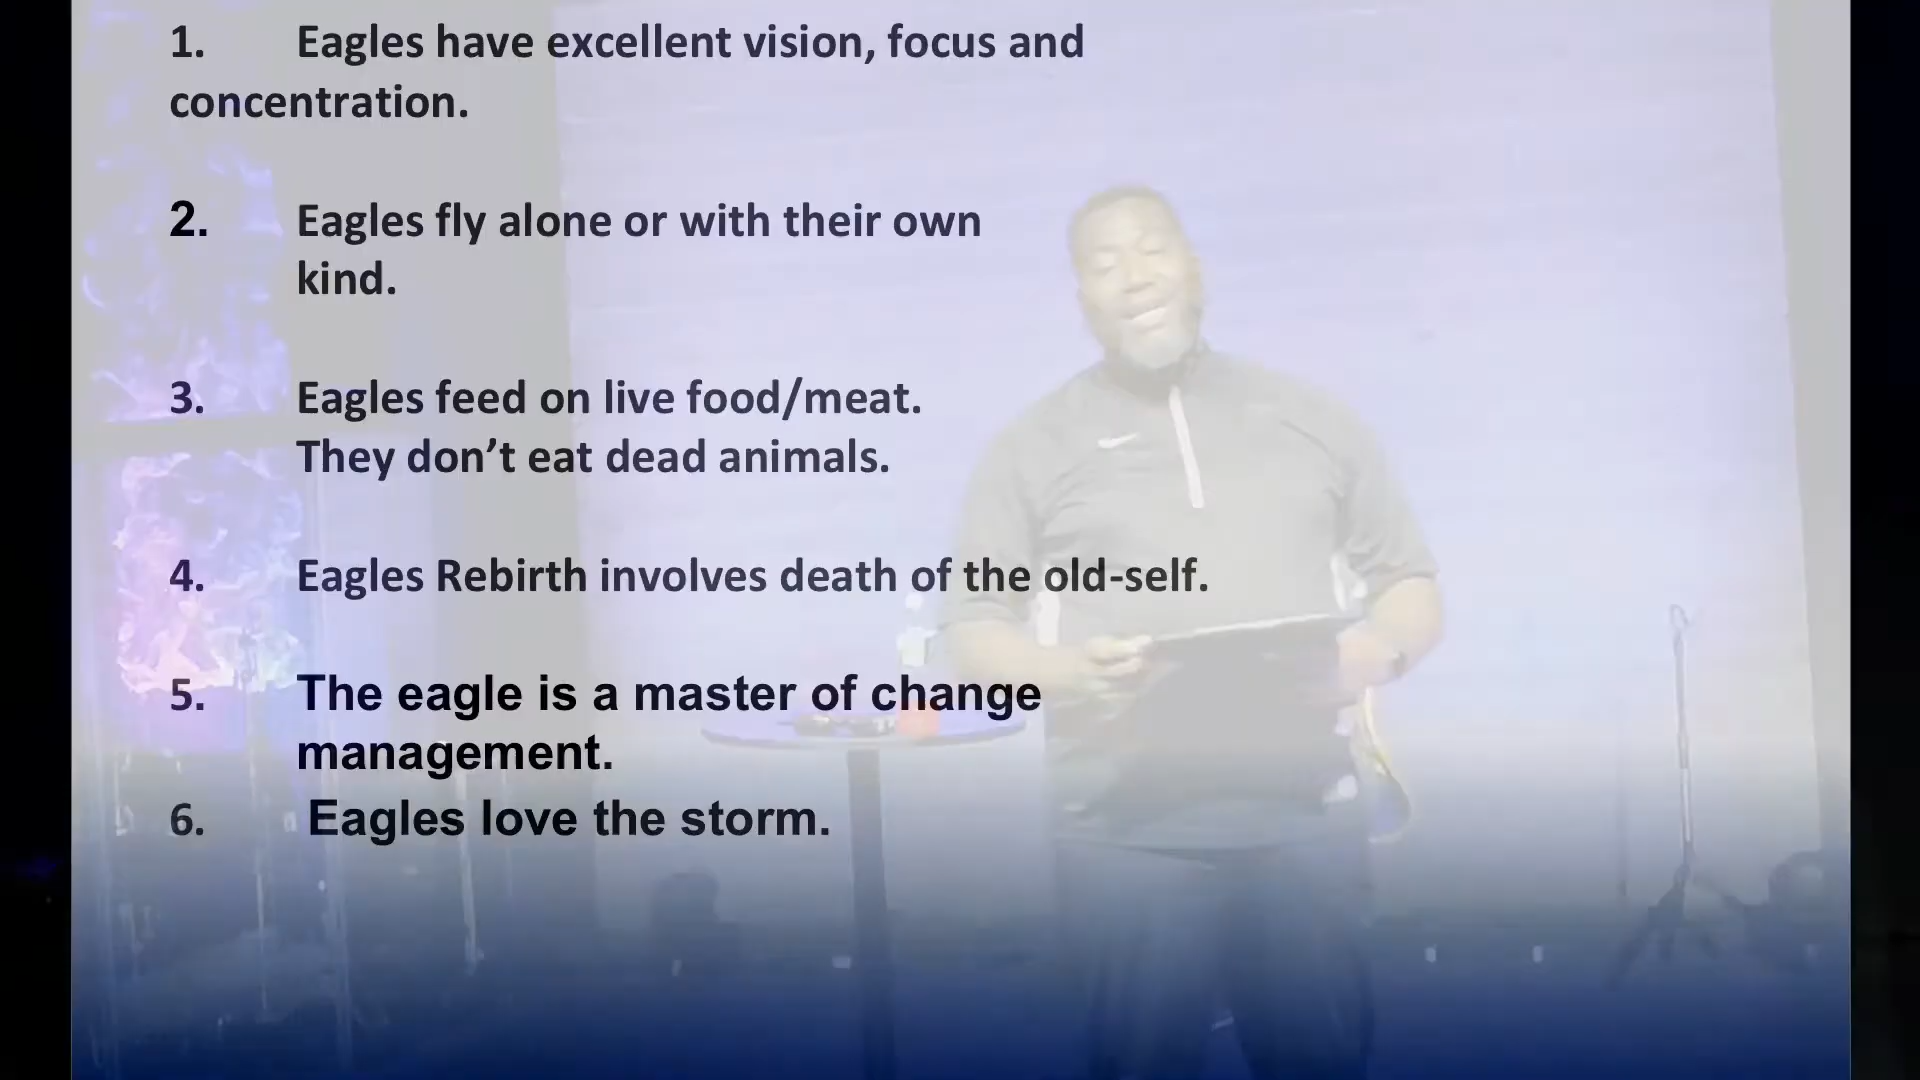 1. Eagles have excellent vision, focus and
concentration.
2. Eagles fly alone or with their own
kind.
3. Eagles feed on live food/meat.
They don’t eat dead animals.
4. Eagles Rebirth involves death of the old-self.
5. The eagle is a master of change
management.
6. Eagles love the storm.